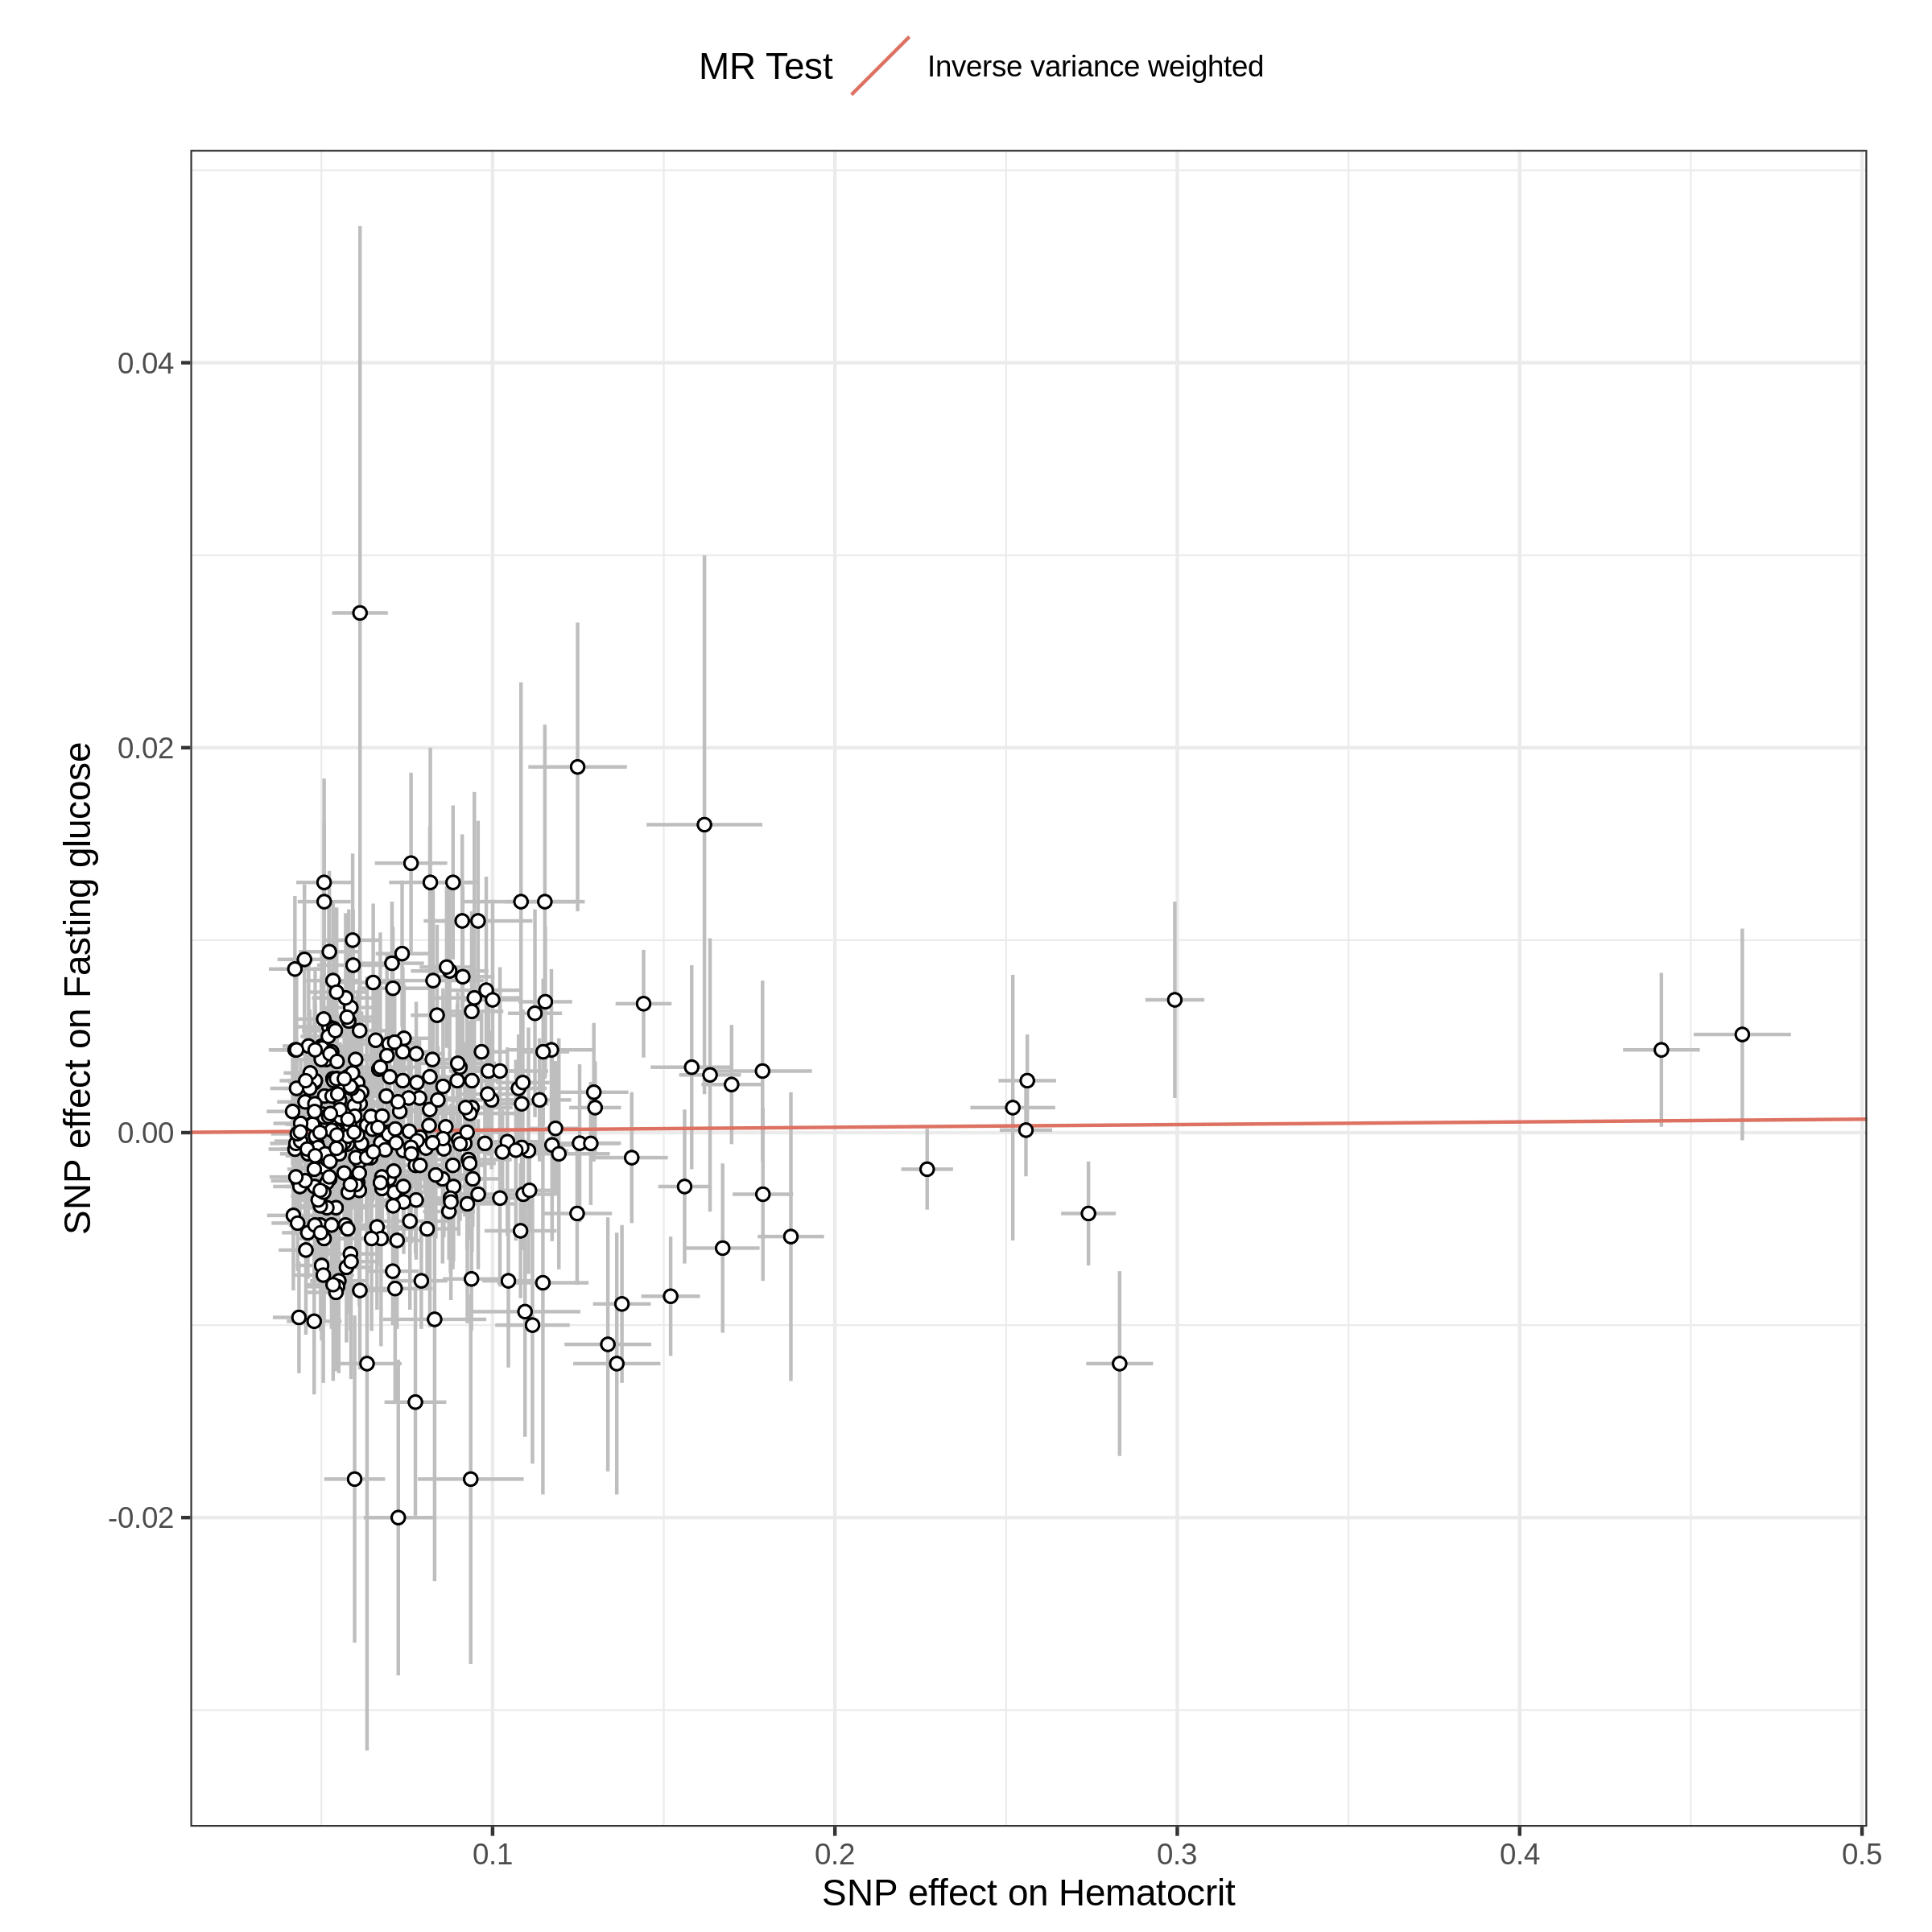 MR Test
Inverse variance weighted
SNP effect on Fasting glucose
0.04
0.02
0.00
-0.02
0.1
0.2
0.3
0.4
0.5
SNP effect on Hematocrit